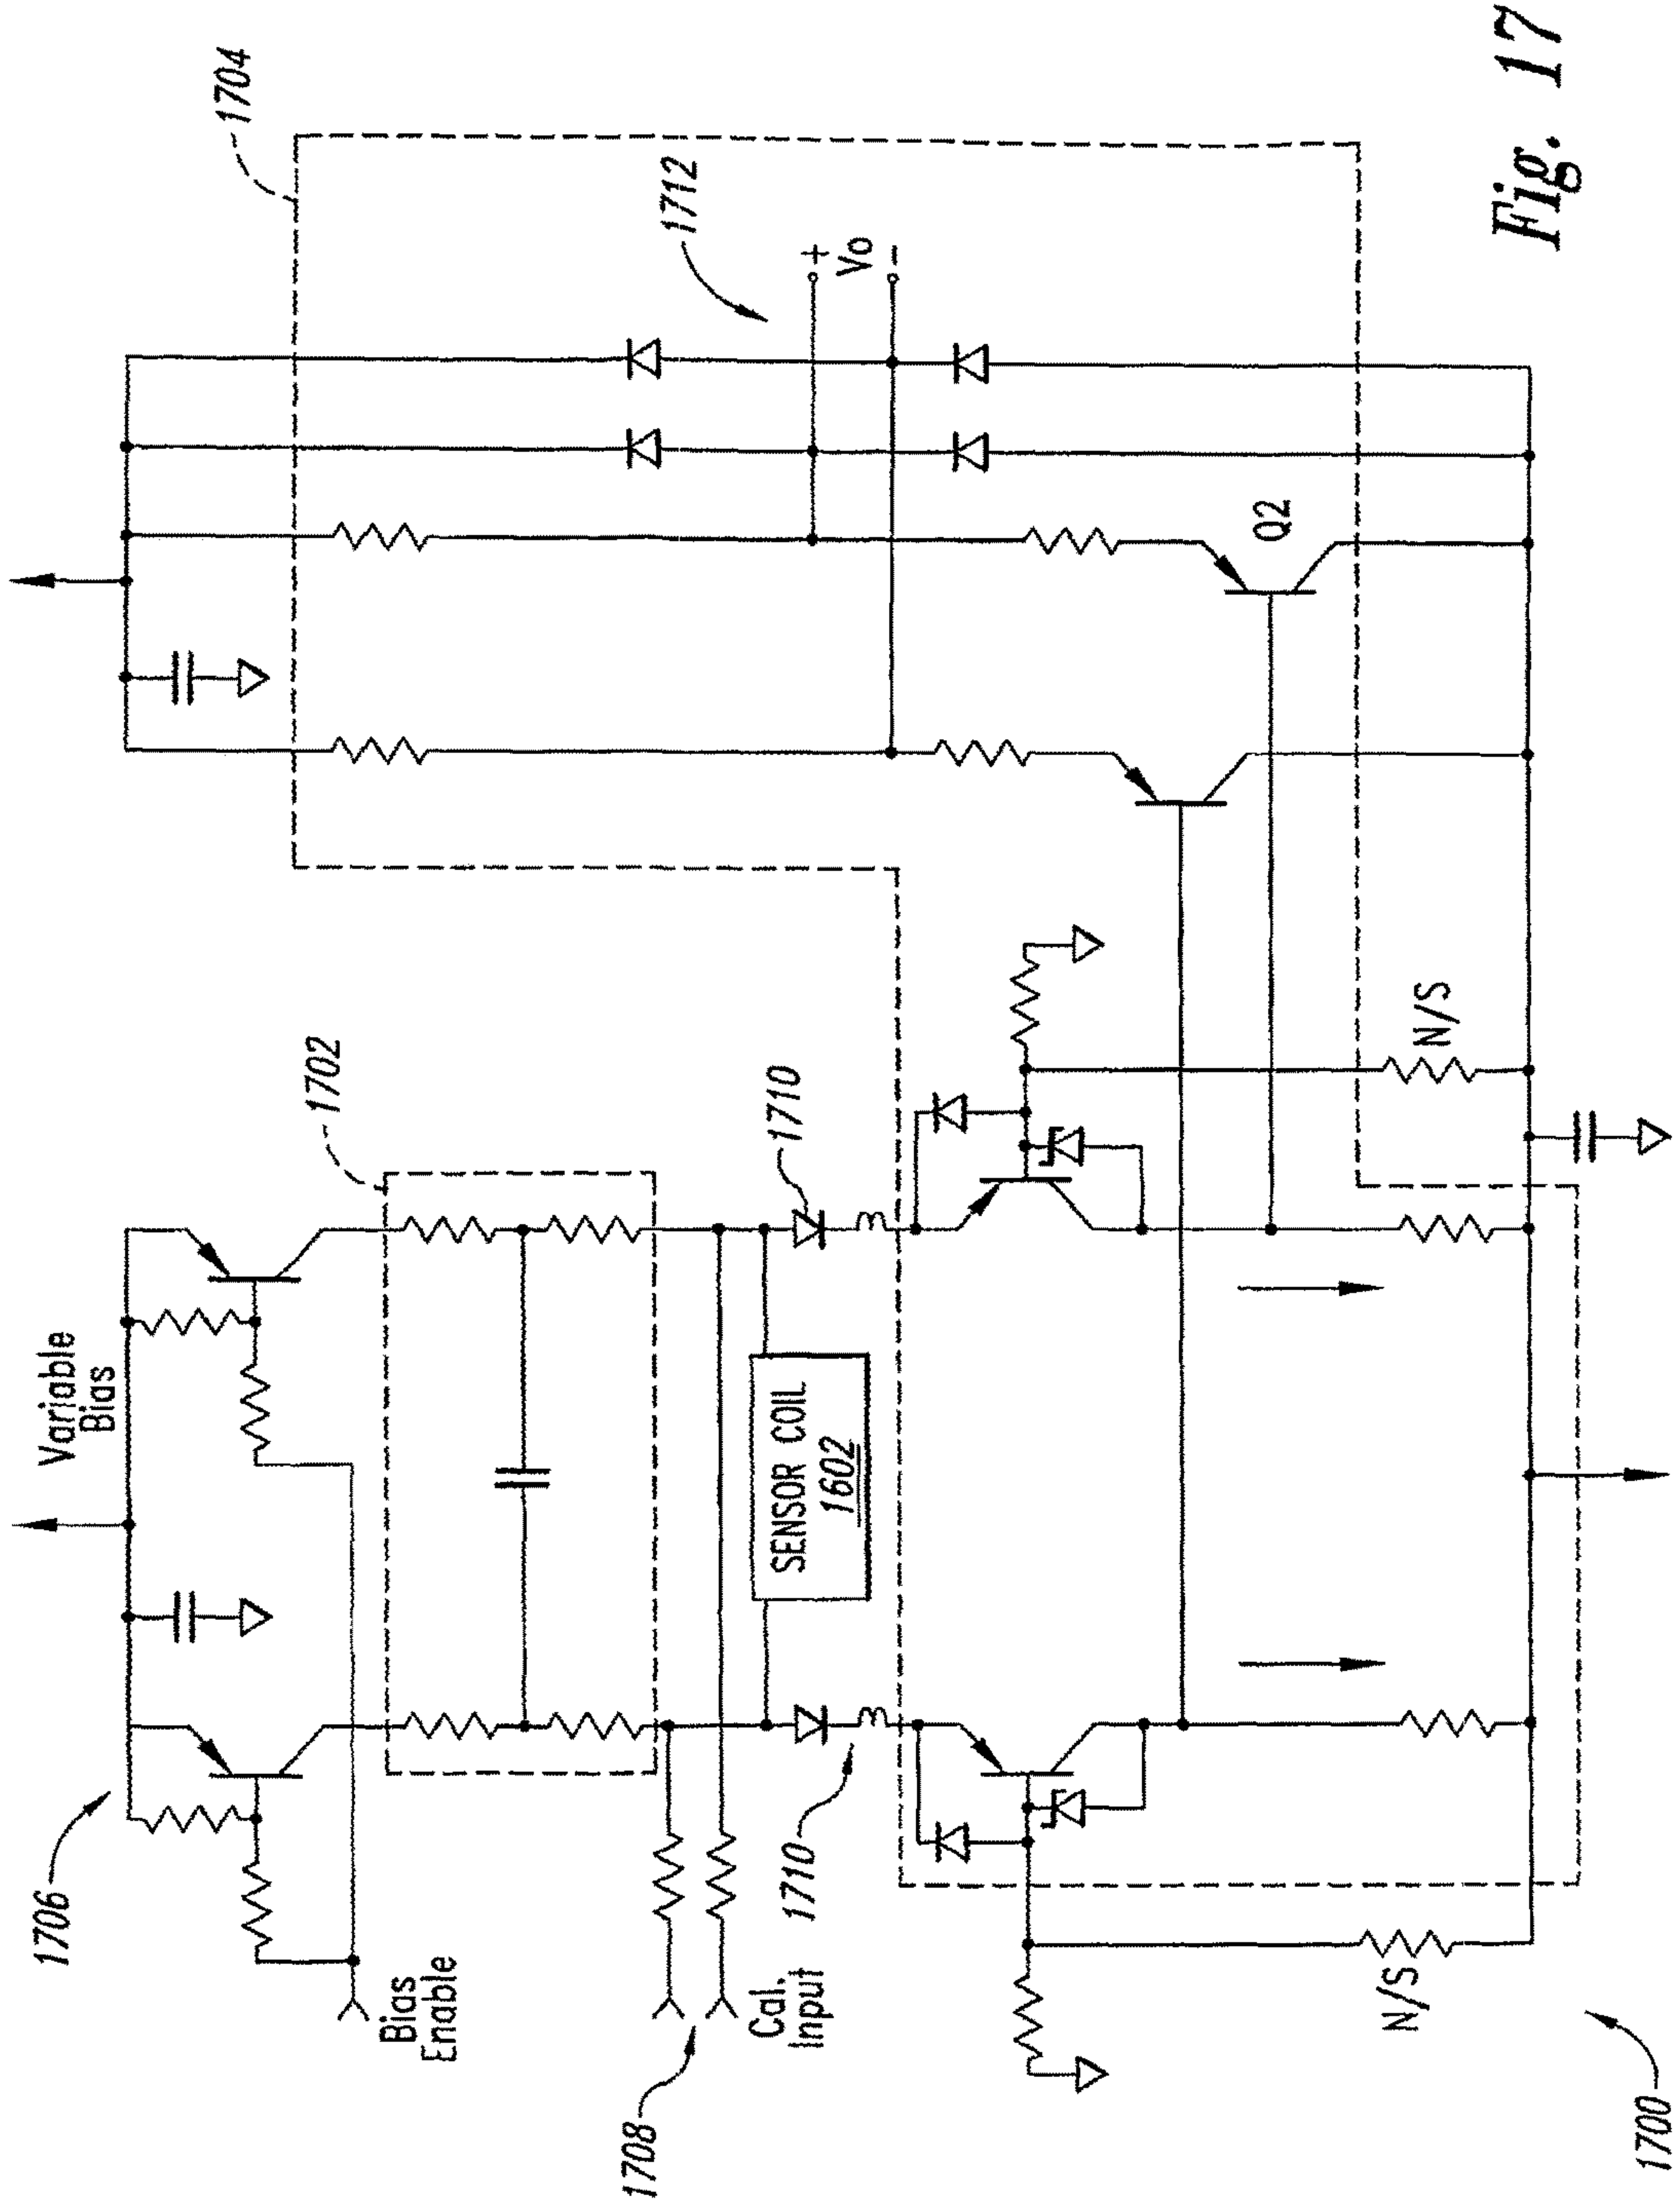 1706
Variable
Bias
1702
1704
1712
+
Vo
-
Bias
Enable
1708
Cal.
Input
1710
SENSOR COIL
1602
1710
Q2
N/S
N/S
1700
Fig. 17